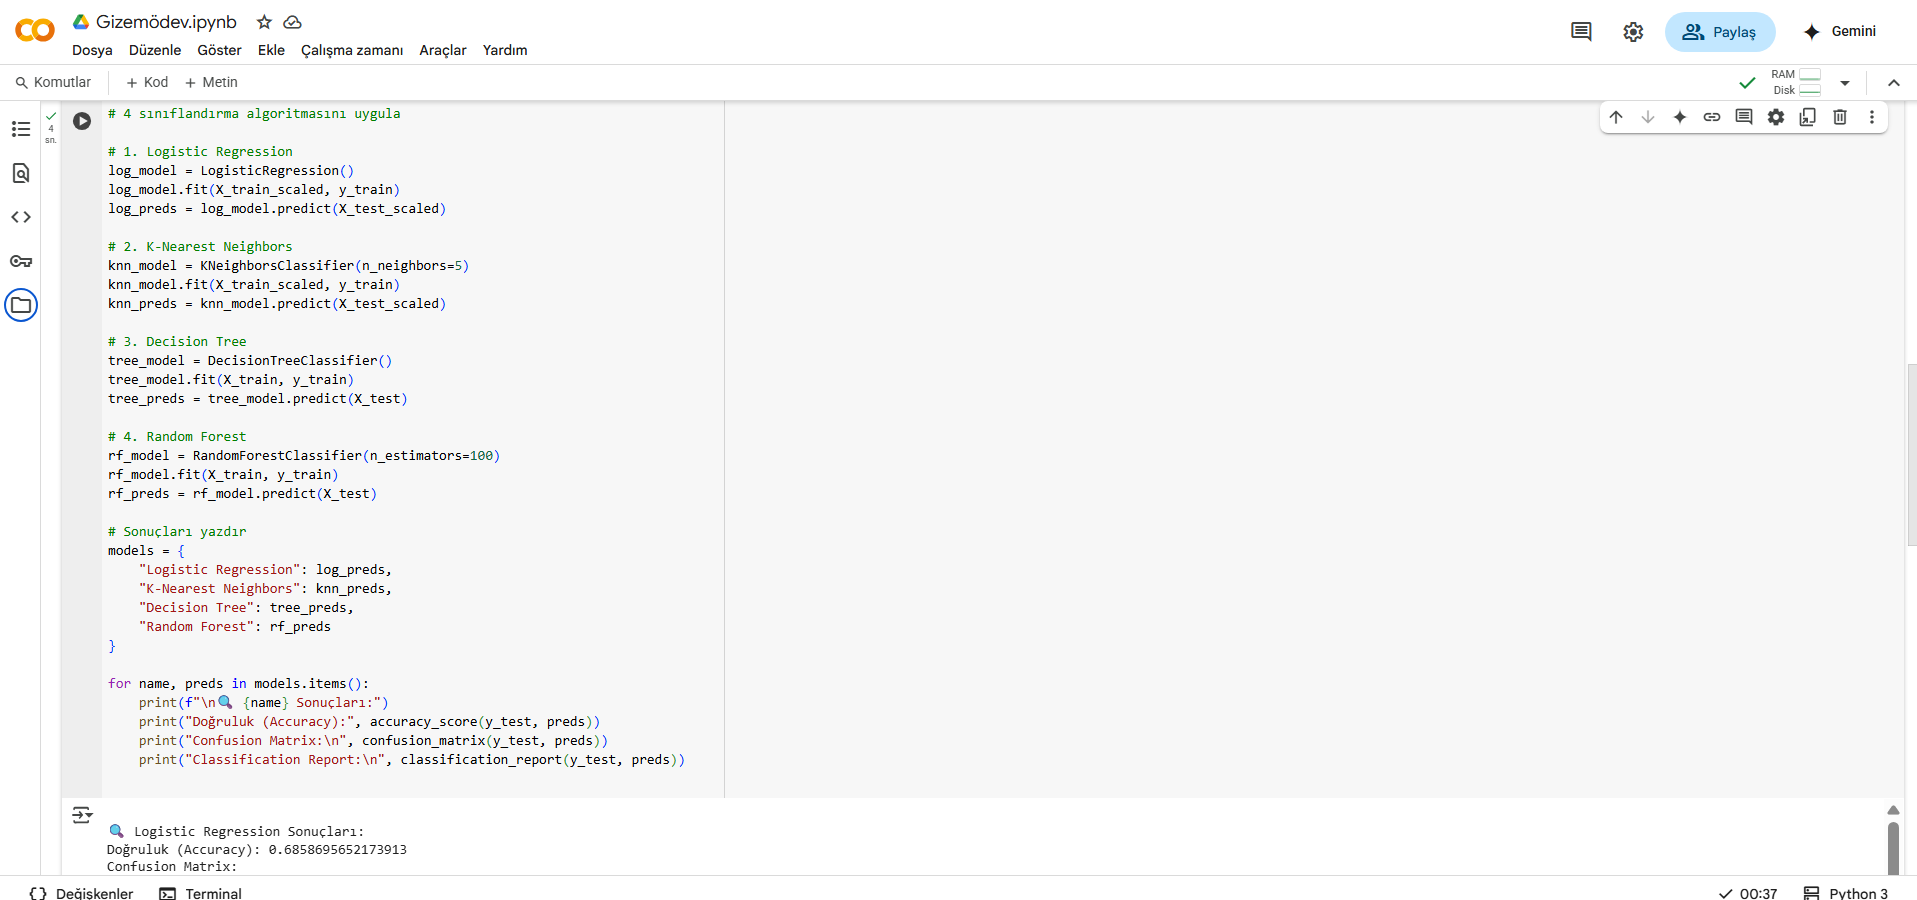 Gizemödev.ipynb
Dosya Düzenle Göster Ekle Çalışma zamanı Araçlar Yardım
Paylaş
Gemini
Komutlar + Kod + Metin
RAM
Disk
4
sn.
# 4 sınıflandırma algoritmasını uygula
# 1. Logistic Regression
log_model = LogisticRegression()
log_model.fit(X_train_scaled, y_train)
log_preds = log_model.predict(X_test_scaled)
# 2. K-Nearest Neighbors
knn_model = KNeighborsClassifier(n_neighbors=5)
knn_model.fit(X_train_scaled, y_train)
knn_preds = knn_model.predict(X_test_scaled)
# 3. Decision Tree
tree_model = DecisionTreeClassifier()
tree_model.fit(X_train, y_train)
tree_preds = tree_model.predict(X_test)
# 4. Random Forest
rf_model = RandomForestClassifier(n_estimators=100)
rf_model.fit(X_train, y_train)
rf_preds = rf_model.predict(X_test)
# Sonuçları yazdır
models = {
    "Logistic Regression": log_preds,
    "K-Nearest Neighbors": knn_preds,
    "Decision Tree": tree_preds,
    "Random Forest": rf_preds
}
for name, preds in models.items():
    print(f"\n🔍 {name} Sonuçları:")
    print("Doğruluk (Accuracy):", accuracy_score(y_test, preds))
    print("Confusion Matrix:\n", confusion_matrix(y_test, preds))
    print("Classification Report:\n", classification_report(y_test, preds))
🔍 Logistic Regression Sonuçları:
Doğruluk (Accuracy): 0.6858695652173913
Confusion Matrix:
Değişkenler Terminal
00:37 Python 3